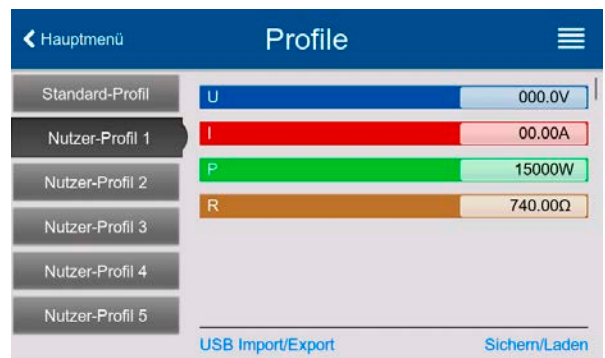 Hauptmenü
Profile
Standard-Profil
Nutzer-Profil 1
Nutzer-Profil 2
Nutzer-Profil 3
Nutzer-Profil 4
Nutzer-Profil 5
U 000.0V
I 00.00A
P 15000W
R 740.00Ω
USB Import/Export Sichern/Laden